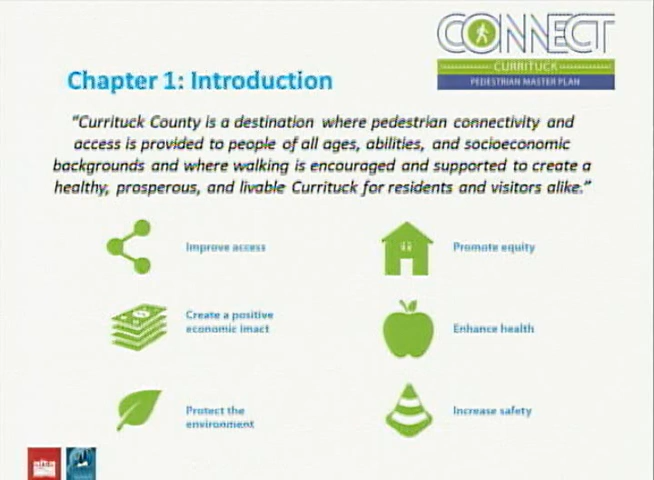 CONNECT
CURRITUCK
PEDESTRIAN MASTER PLAN
Chapter 1: Introduction
"Currituck County is a destination where pedestrian connectivity and
access is provided to people of all ages, abilities, and socioeconomic
backgrounds and where walking is encouraged and supported to create a
healthy, prosperous, and livable Currituck for residents and visitors alike."
Improve access
Promote equity
Create a positive
economic imact
Enhance health
Protect the
environment
Increase safety